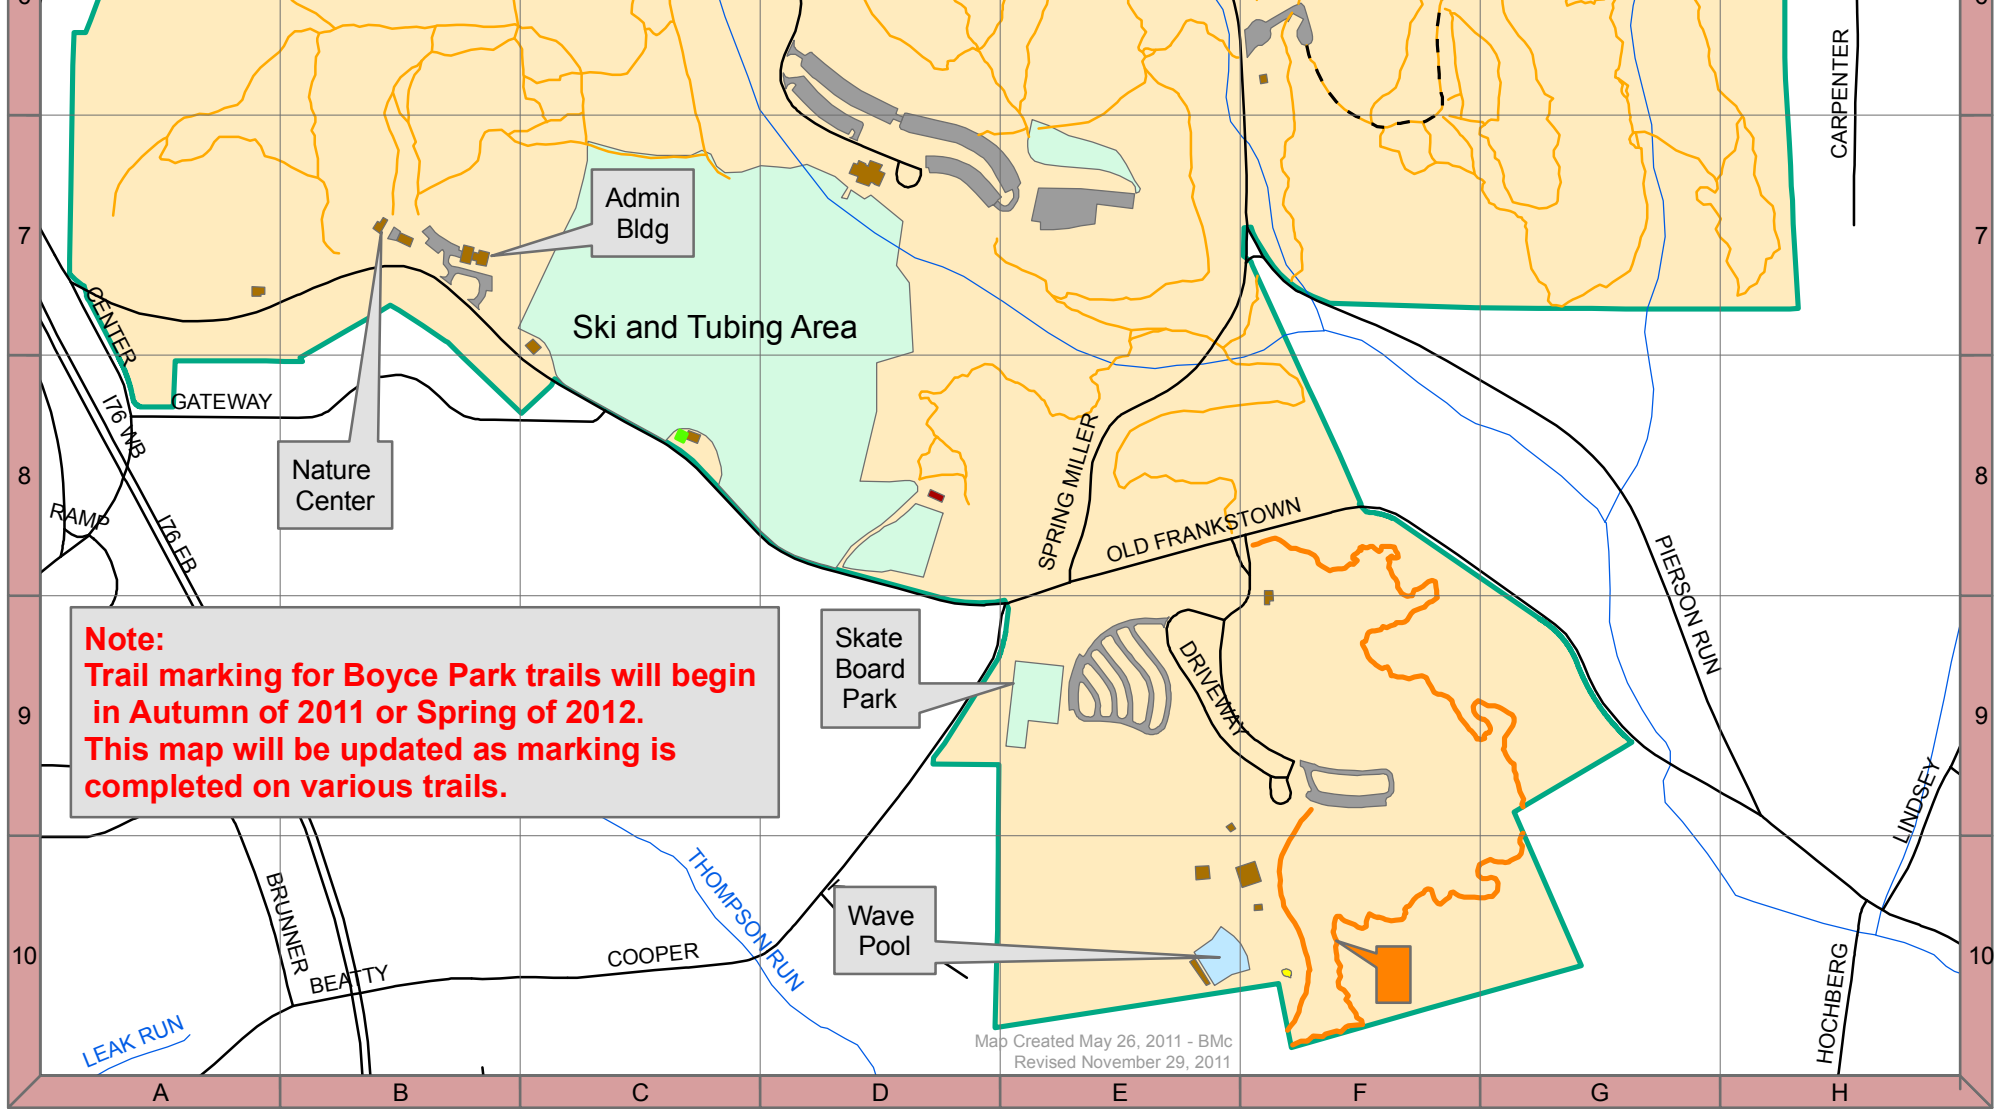 CARPENTER
Admin
Bldg
7
7
Ski and Tubing Area
CENTER
GATEWAY
I76 WB
Nature
Center
8
8
RAMP
I76 EB
SPRING MILLER
OLD FRANKSTOWN
PIERSON RUN
Note:
Trail marking for Boyce Park trails will begin
in Autumn of 2011 or Spring of 2012.
This map will be updated as marking is
completed on various trails.
Skate
Board
Park
DRIVEWAY
9
9
LINDSEY
BRUNNER
THOMPSON RUN
Wave
Pool
10
10
COOPER
BEATTY
HOCHBERG
LEAK RUN
Map Created May 26, 2011 - BMc
Revised November 29, 2011
A
B
C
D
E
F
G
H